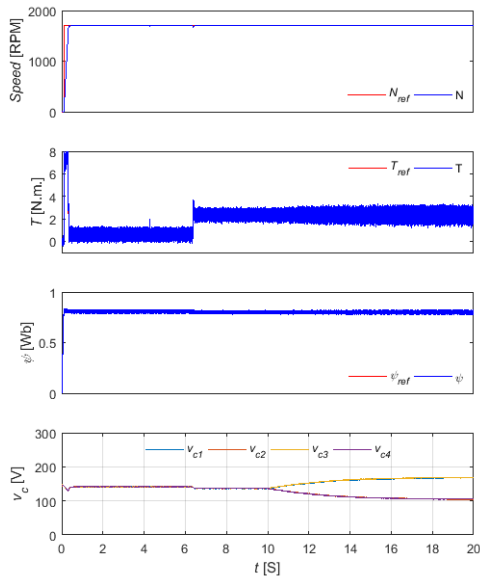 2000
1000
0
Speed [RPM]
N_ref N
8
6
4
2
0
T [N.m.]
T_ref T
1
0.5
0
ψ [Wb]
ψ_ref ψ
300
200
100
0
v_c [V]
v_c1 v_c2 v_c3 v_c4
0 2 4 6 8 10 12 14 16 18 20
t [S]